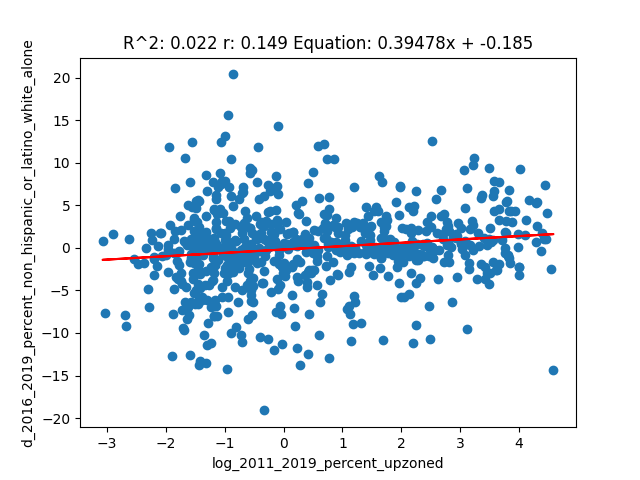 R^2: 0.022 r: 0.149 Equation: 0.39478x + -0.185
d_2016_2019_percent_non_hispanic_or_latino_white_alone
20
15
10
5
0
−5
−10
−15
−20
−3 −2 −1 0 1 2 3 4
log_2011_2019_percent_upzoned